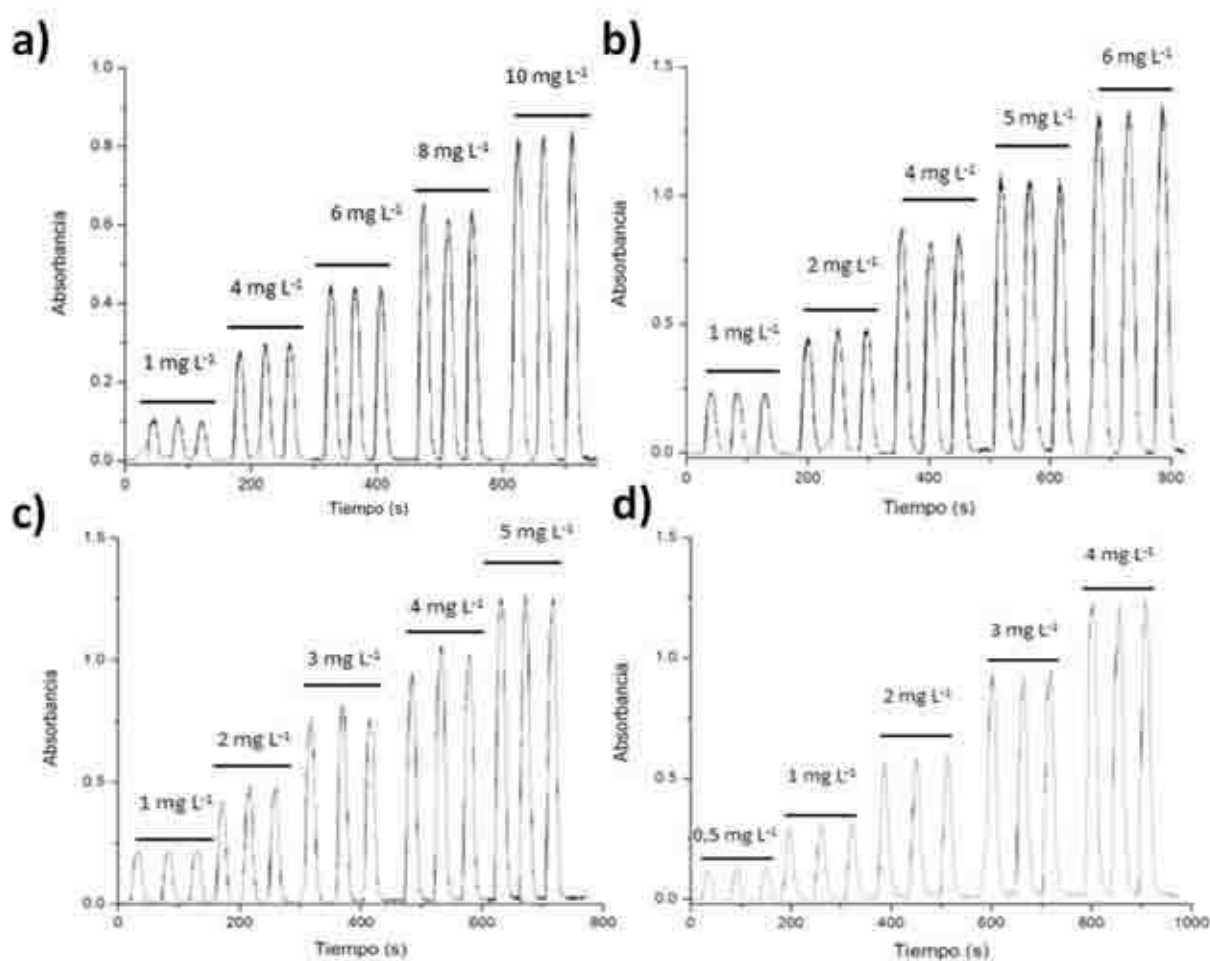 a)
10 mg L-1
8 mg L-1
6 mg L-1
4 mg L-1
1 mg L-1
1.0
0.8
0.6
0.4
0.2
0.0
Absorbancia
0 200 400 600
Tiempo (s)
b)
6 mg L-1
5 mg L-1
4 mg L-1
2 mg L-1
1 mg L-1
1.5
1.0
0.5
0.0
Absorbancia
0 200 400 600 800
Tiempo (s)
c)
5 mg L-1
4 mg L-1
3 mg L-1
2 mg L-1
1 mg L-1
1.5
1.0
0.5
0.0
Absorbancia
0 200 400 600 800
Tiempo (s)
d)
4 mg L-1
3 mg L-1
2 mg L-1
1 mg L-1
0,5 mg L-1
1.5
1.0
0.5
0.0
Absorbancia
0 200 400 600 800 1000
Tiempo (s)